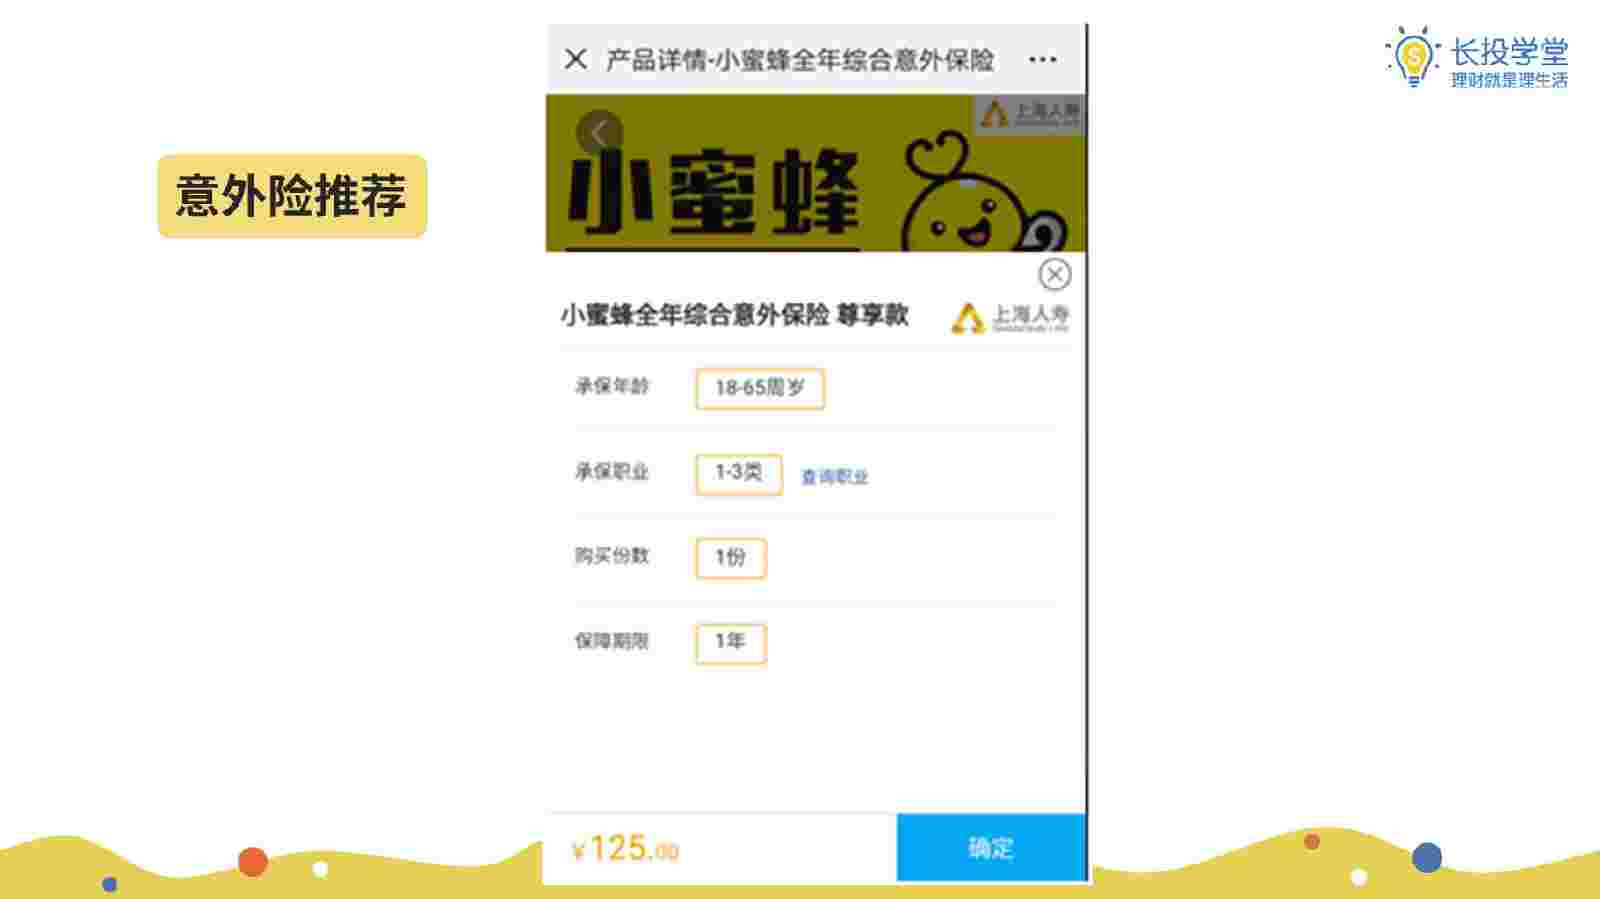 产品详情-小蜜蜂全年综合意外保险
长投学堂
理财就是理生活
上海人寿
小蜜蜂
意外险推荐
小蜜蜂全年综合意外保险 尊享款
上海人寿
承保年龄 18-65周岁
承保职业 1-3类 查询职业
购买份数 1份
保障期限 1年
¥125.00
确定